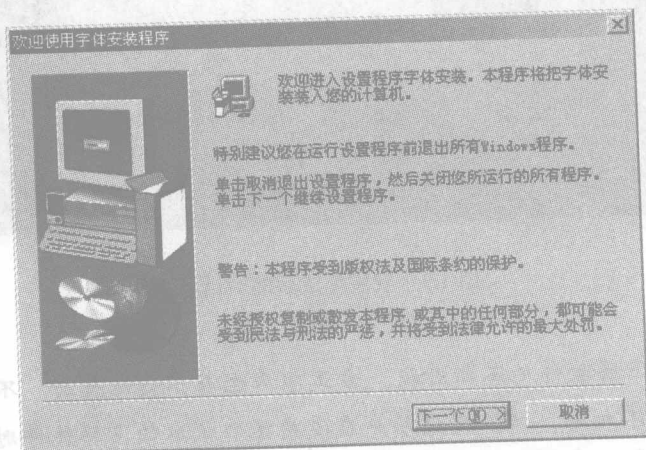 欢迎使用字体安装程序
欢迎进入设置程序字体安装。本程序将把字体安
装装入您的计算机。
特别建议您在运行设置程序前退出所有Windows程序。
单击取消退出设置程序，然后关闭您所运行的所有程序。
单击下一个继续设置程序。
警告：本程序受到版权法及国际条约的保护。
未经授权复制或散发本程序，或其中的任何部分，都可能会
受到民法与刑法的严惩，并将受到法律允许的最大处罚。
下一个(N) >
取消